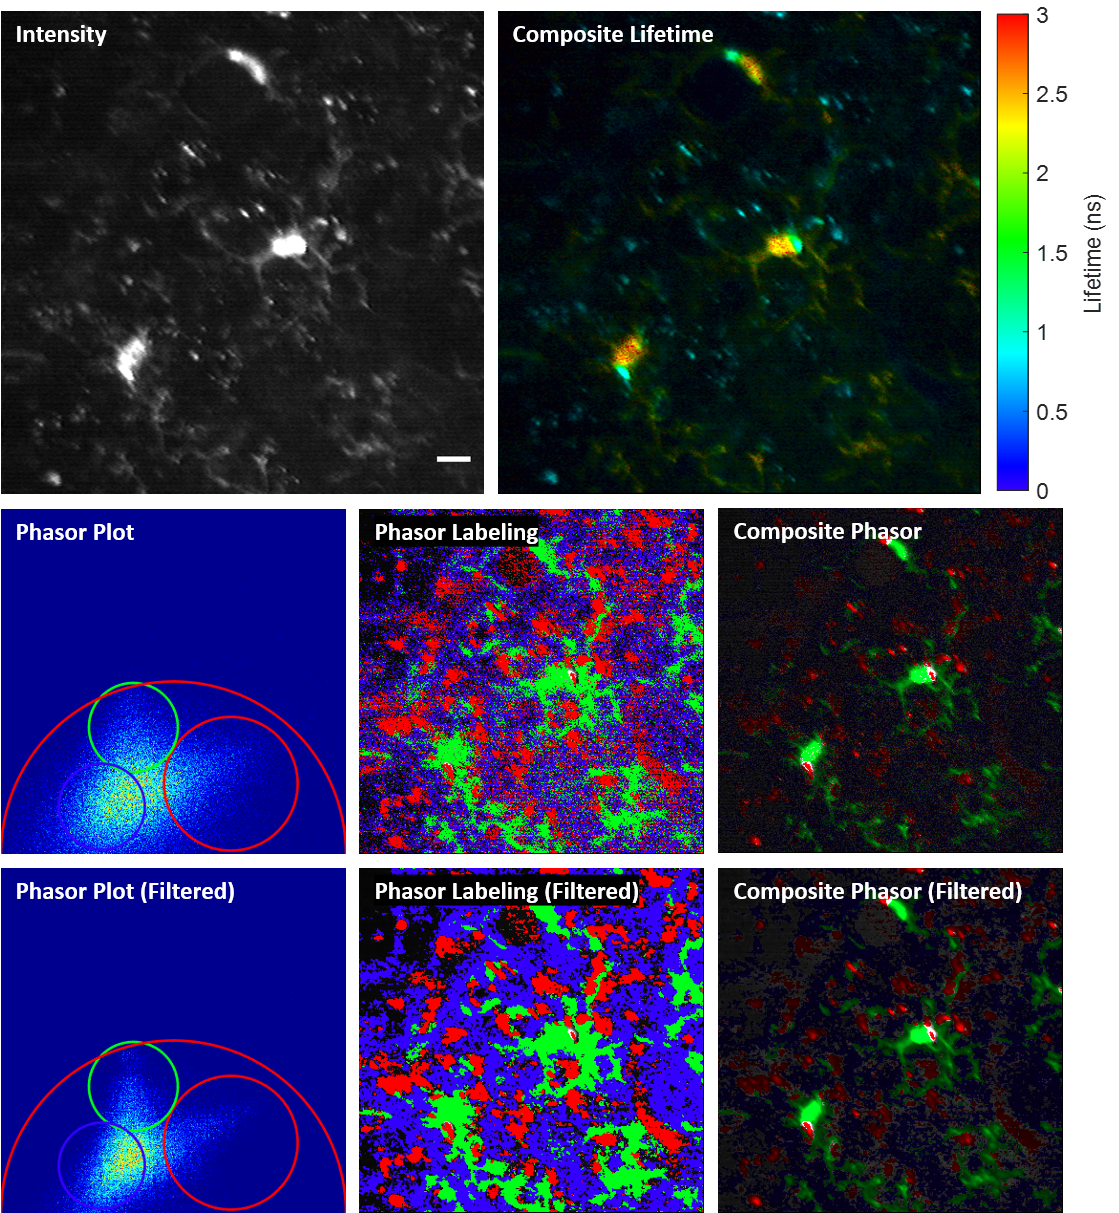 Intensity
Composite Lifetime
3
2.5
2
1.5
1
0.5
0
Lifetime (ns)
Phasor Plot
Phasor Labeling
Composite Phasor
Phasor Plot (Filtered)
Phasor Labeling (Filtered)
Composite Phasor (Filtered)